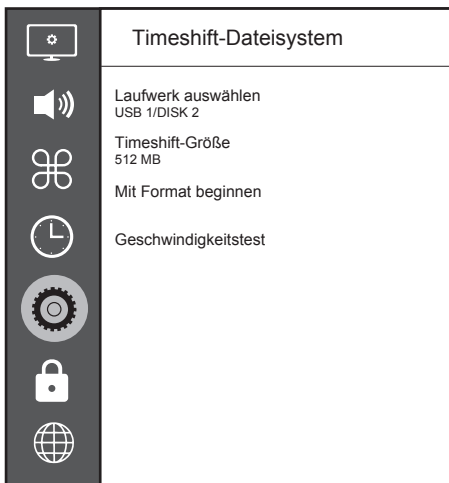 Timeshift-Dateisystem
Laufwerk auswählen
USB 1/DISK 2
Timeshift-Größe
512 MB
Mit Format beginnen
Geschwindigkeitstest